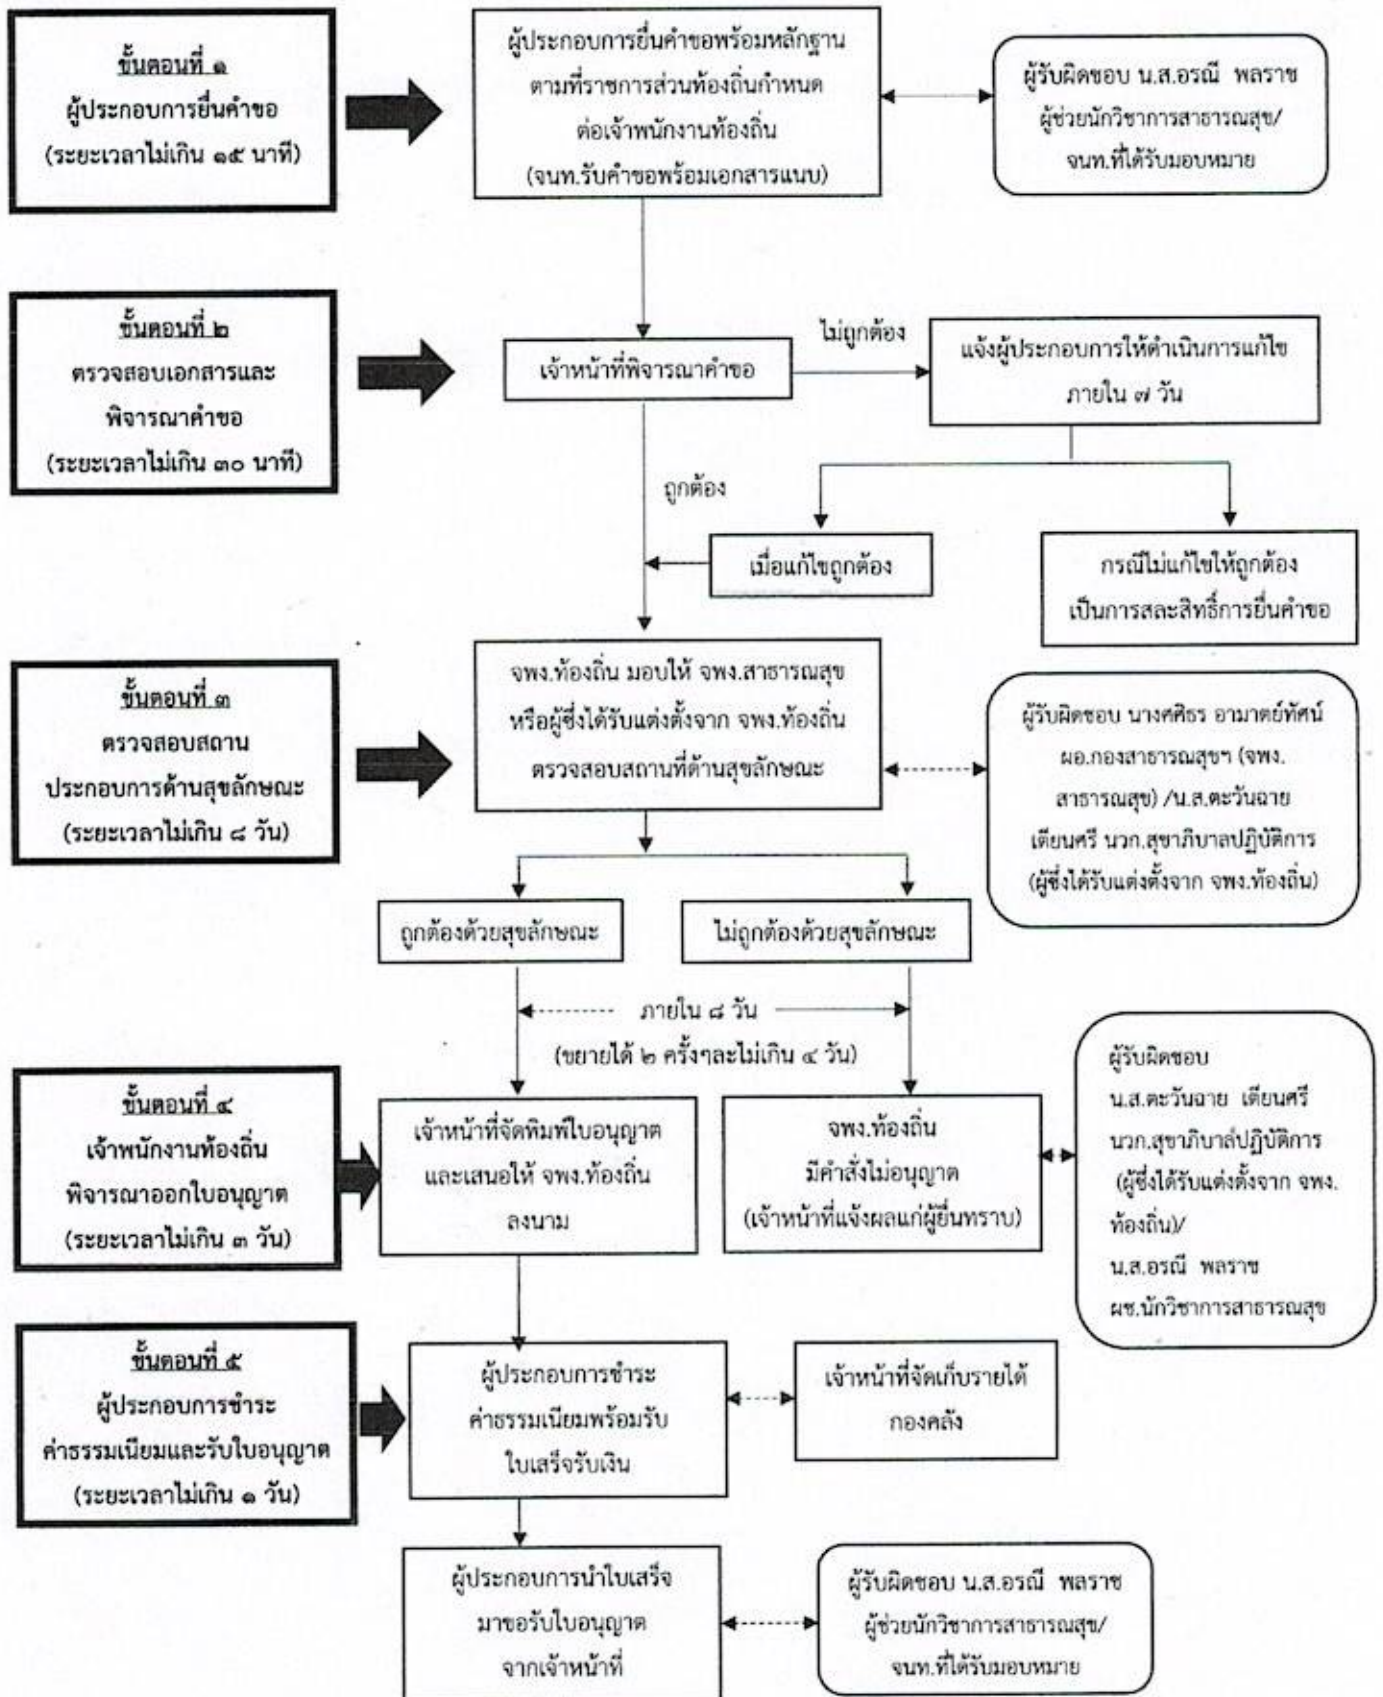 ขั้นตอนที่ ๑
ผู้ประกอบการยื่นคำขอ
(ระยะเวลาไม่เกิน ๑๕ นาที)
ผู้ประกอบการยื่นคำขอพร้อมหลักฐาน
ตามที่ราชการส่วนท้องถิ่นกำหนด
ต่อเจ้าพนักงานท้องถิ่น
(จนท.รับคำขอพร้อมเอกสารแนบ)
ผู้รับผิดชอบ น.ส.อรณี พลราช
ผู้ช่วยนักวิชาการสาธารณสุข/
จนท.ที่ได้รับมอบหมาย
ขั้นตอนที่ ๒
ตรวจสอบเอกสารและ
พิจารณาคำขอ
(ระยะเวลาไม่เกิน ๓๐ นาที)
เจ้าหน้าที่พิจารณาคำขอ
ไม่ถูกต้อง
แจ้งผู้ประกอบการให้ดำเนินการแก้ไข
ภายใน ๗ วัน
ถูกต้อง
เมื่อแก้ไขถูกต้อง
กรณีไม่แก้ไขให้ถูกต้อง
เป็นการสละสิทธิ์การยื่นคำขอ
ขั้นตอนที่ ๓
ตรวจสอบสถาน
ประกอบการด้านสุขลักษณะ
(ระยะเวลาไม่เกิน ๘ วัน)
จพง.ท้องถิ่น มอบให้ จพง.สาธารณสุข
หรือผู้ซึ่งได้รับแต่งตั้งจาก จพง.ท้องถิ่น
ตรวจสอบสถานที่ด้านสุขลักษณะ
ผู้รับผิดชอบ นางศศิธร อามาตย์ทัศน์
ผอ.กองสาธารณสุขฯ (จพง.
สาธารณสุข) /น.ส.ตะวันฉาย
เตียนศรี นวก.สุขาภิบาลปฏิบัติการ
(ผู้ซึ่งได้รับแต่งตั้งจาก จพง.ท้องถิ่น)
ถูกต้องด้วยสุขลักษณะ
ไม่ถูกต้องด้วยสุขลักษณะ
ภายใน ๘ วัน
(ขยายได้ ๒ ครั้งๆละไม่เกิน ๔ วัน)
ขั้นตอนที่ ๔
เจ้าพนักงานท้องถิ่น
พิจารณาออกใบอนุญาต
(ระยะเวลาไม่เกิน ๓ วัน)
เจ้าหน้าที่จัดพิมพ์ใบอนุญาต
และเสนอให้ จพง.ท้องถิ่น
ลงนาม
จพง.ท้องถิ่น
มีคำสั่งไม่อนุญาต
(เจ้าหน้าที่แจ้งผลแก่ผู้ยื่นทราบ)
ผู้รับผิดชอบ
น.ส.ตะวันฉาย เตียนศรี
นวก.สุขาภิบาลปฏิบัติการ
(ผู้ซึ่งได้รับแต่งตั้งจาก จพง.
ท้องถิ่น)/
น.ส.อรณี พลราช
ผช.นักวิชาการสาธารณสุข
ขั้นตอนที่ ๕
ผู้ประกอบการชำระ
ค่าธรรมเนียมและรับใบอนุญาต
(ระยะเวลาไม่เกิน ๑ วัน)
ผู้ประกอบการชำระ
ค่าธรรมเนียมพร้อมรับ
ใบเสร็จรับเงิน
เจ้าหน้าที่จัดเก็บรายได้
กองคลัง
ผู้ประกอบการนำใบเสร็จ
มาขอรับใบอนุญาต
จากเจ้าหน้าที่
ผู้รับผิดชอบ น.ส.อรณี พลราช
ผู้ช่วยนักวิชาการสาธารณสุข/
จนท.ที่ได้รับมอบหมาย